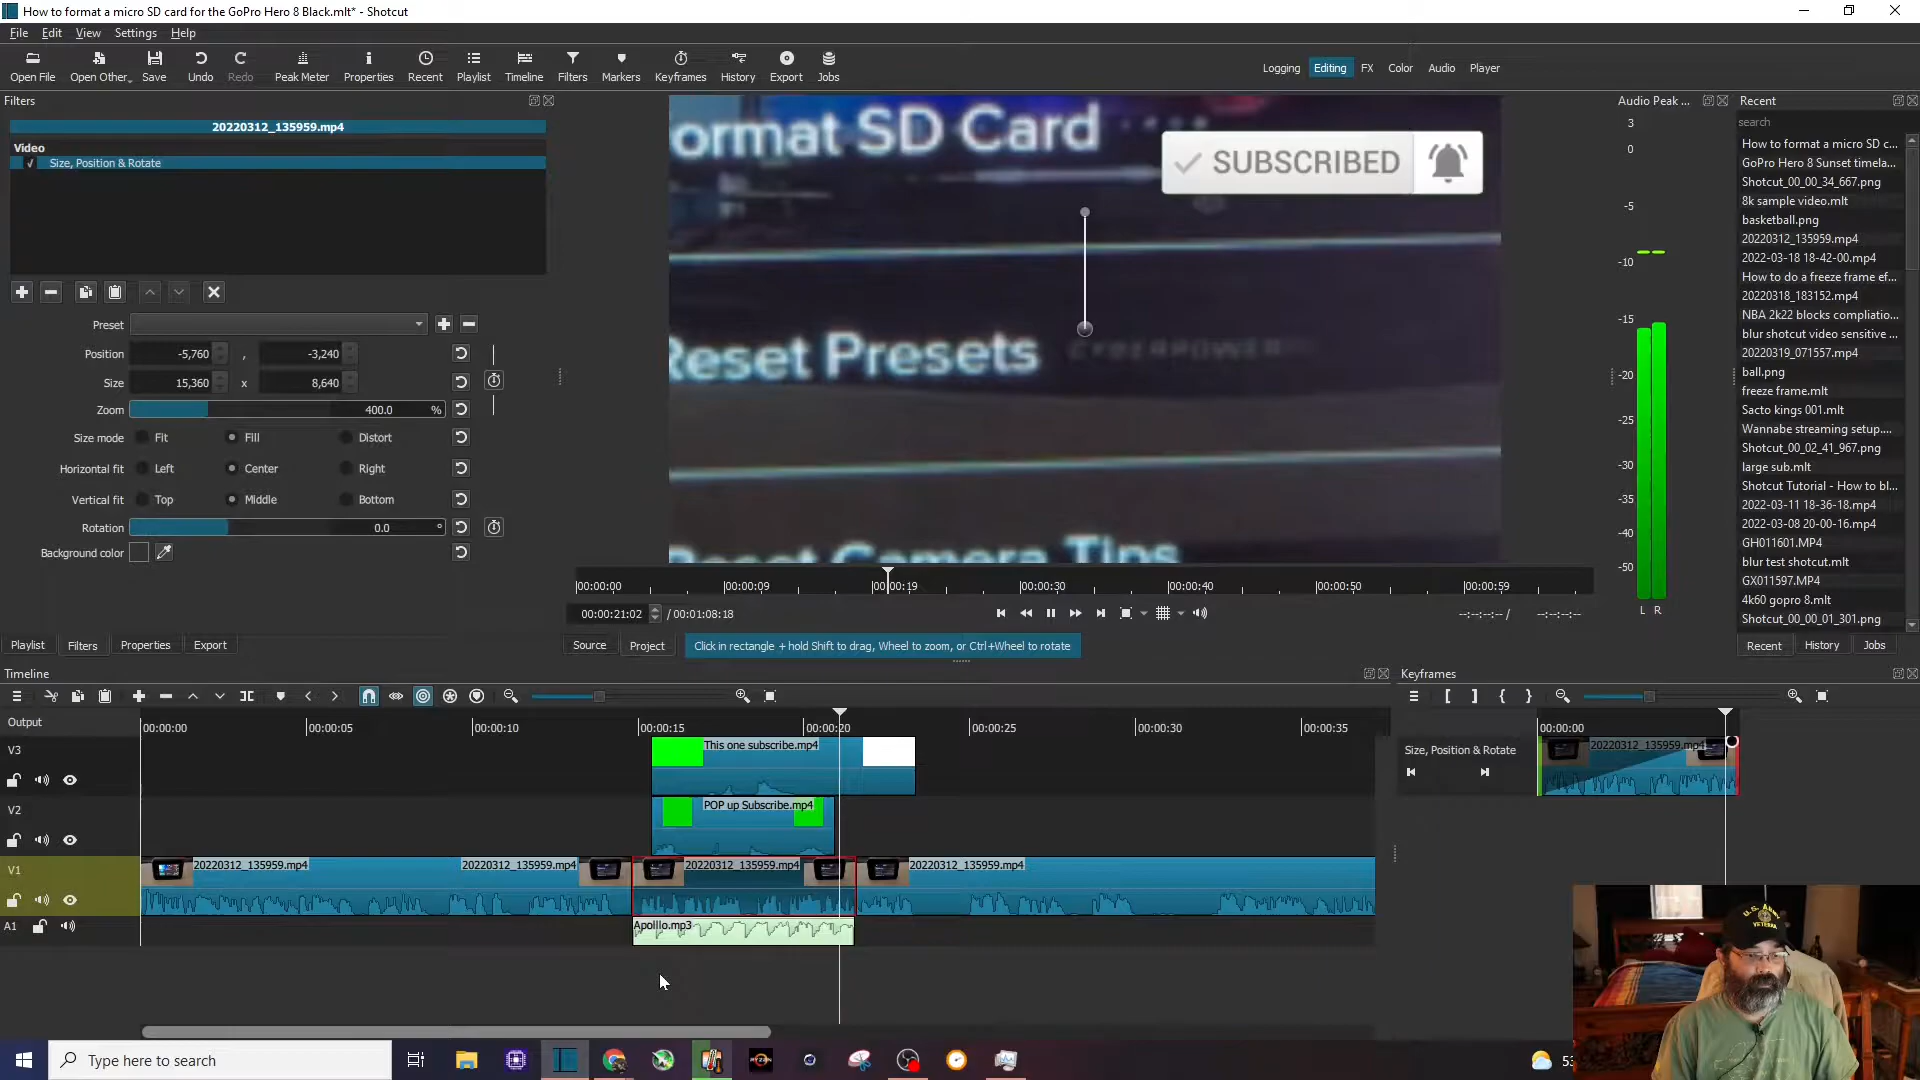 How to format a micro SD card for the GoPro Hero 8 Black.mlt* - Shotcut
File Edit View Settings Help
Open File Open Other... Save Undo Redo Peak Meter Properties Recent Playlist Timeline Filters Markers Keyframes History Export Jobs
Logging Editing FX Color Audio Player
Filters
20220312_135959.mp4
Video
Size, Position & Rotate
Preset
Position -5,760 , -3,240
Size 15,360 x 8,640
Zoom 400.0 %
Size mode Fit Fill Distort
Horizontal fit Left Center Right
Vertical fit Top Middle Bottom
Rotation 0.0 °
Background color
Playlist Filters Properties Export
ormat SD Card
SUBSCRIBED
Reset Presets
CYBERPOWER
Reset Camera Tips
00:00:00 00:00:09 00:00:19 00:00:30 00:00:40 00:00:50 00:00:59
00:00:21:02 / 00:01:08:18
--:--:--:-- / --:--:--:--
Source Project Click in rectangle + hold Shift to drag, Wheel to zoom, or Ctrl+Wheel to rotate
Audio Peak ...
3
0
-5
-10
-15
-20
-25
-30
-35
-40
-50
L R
Recent
search
How to format a micro SD c...
GoPro Hero 8 Sunset timela...
Shotcut_00_00_34_667.png
8k sample video.mlt
basketball.png
20220312_135959.mp4
2022-03-18 18-42-00.mp4
How to do a freeze frame ef...
20220318_183152.mp4
NBA 2k22 blocks compliatio...
blur shotcut video sensitive ...
20220319_071557.mp4
ball.png
freeze frame.mlt
Sacto kings 001.mlt
Wannabe streaming setup....
Shotcut_00_02_41_967.png
large sub.mlt
Shotcut Tutorial - How to bl...
2022-03-11 18-36-18.mp4
2022-03-08 20-00-16.mp4
GH011601.MP4
blur test shotcut.mlt
GX011597.MP4
4k60 gopro 8.mlt
Shotcut_00_00_01_301.png
Recent History Jobs
Timeline
Output
00:00:00 00:00:05 00:00:10 00:00:15 00:00:20 00:00:25 00:00:30 00:00:35
V3
This one subscribe.mp4
V2
POP up Subscribe.mp4
V1
20220312_135959.mp4 20220312_135959.mp4 20220312_135959.mp4 20220312_135959.mp4
A1
Apolllo.mp3
Keyframes
00:00:00
Size, Position & Rotate
20220312_135959.mp4
U.S. ARMY
VETERAN
Type here to search